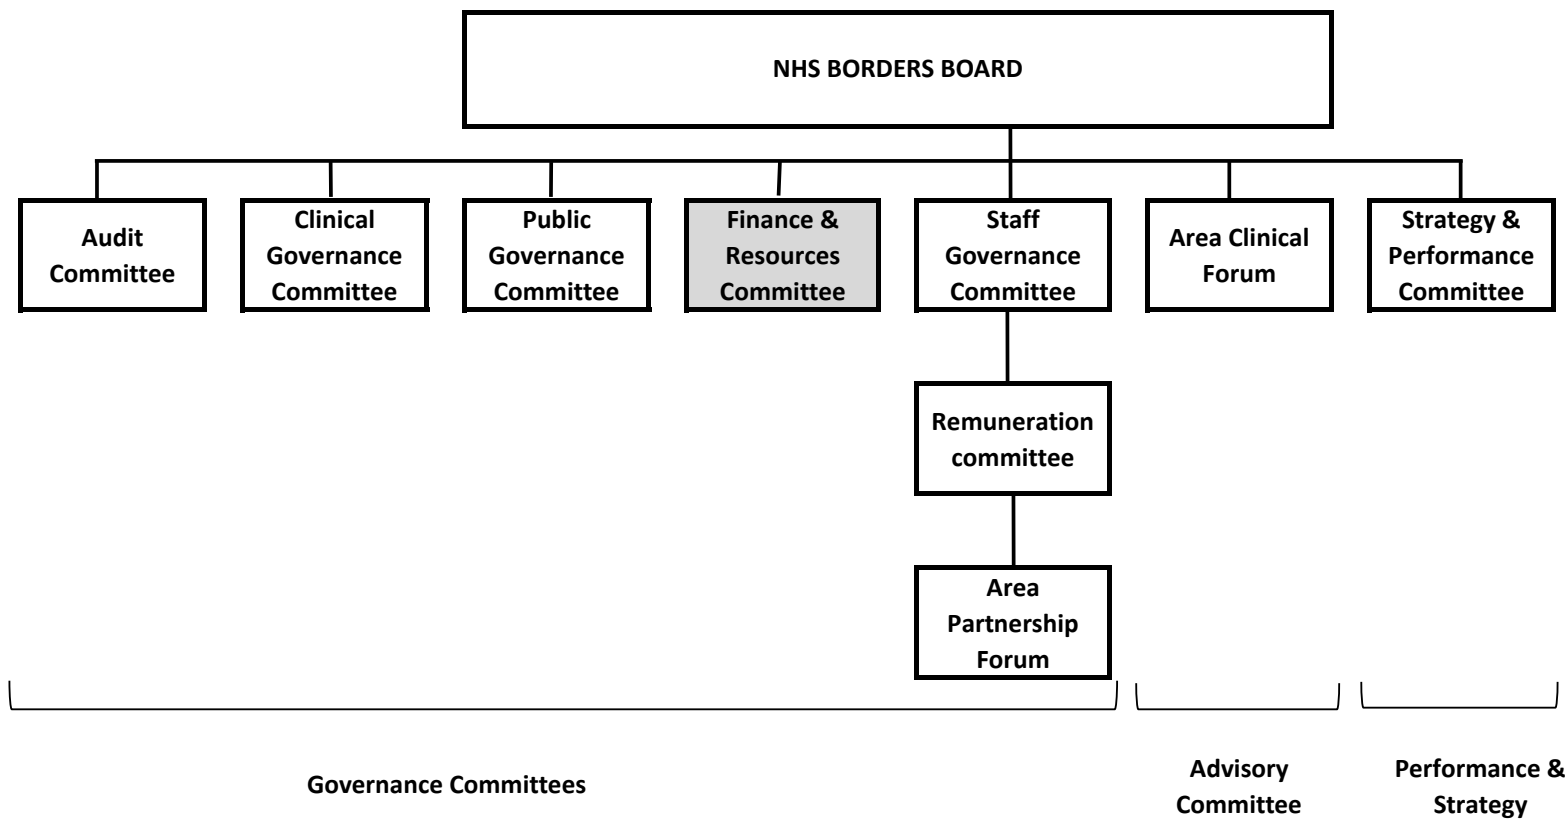 NHS BORDERS BOARD
Audit
Committee
Clinical
Governance
Committee
Public
Governance
Committee
Finance &
Resources
Committee
Staff
Governance
Committee
Area Clinical
Forum
Strategy &
Performance
Committee
Remuneration
committee
Area
Partnership
Forum
Governance Committees
Advisory
Committee
Performance &
Strategy